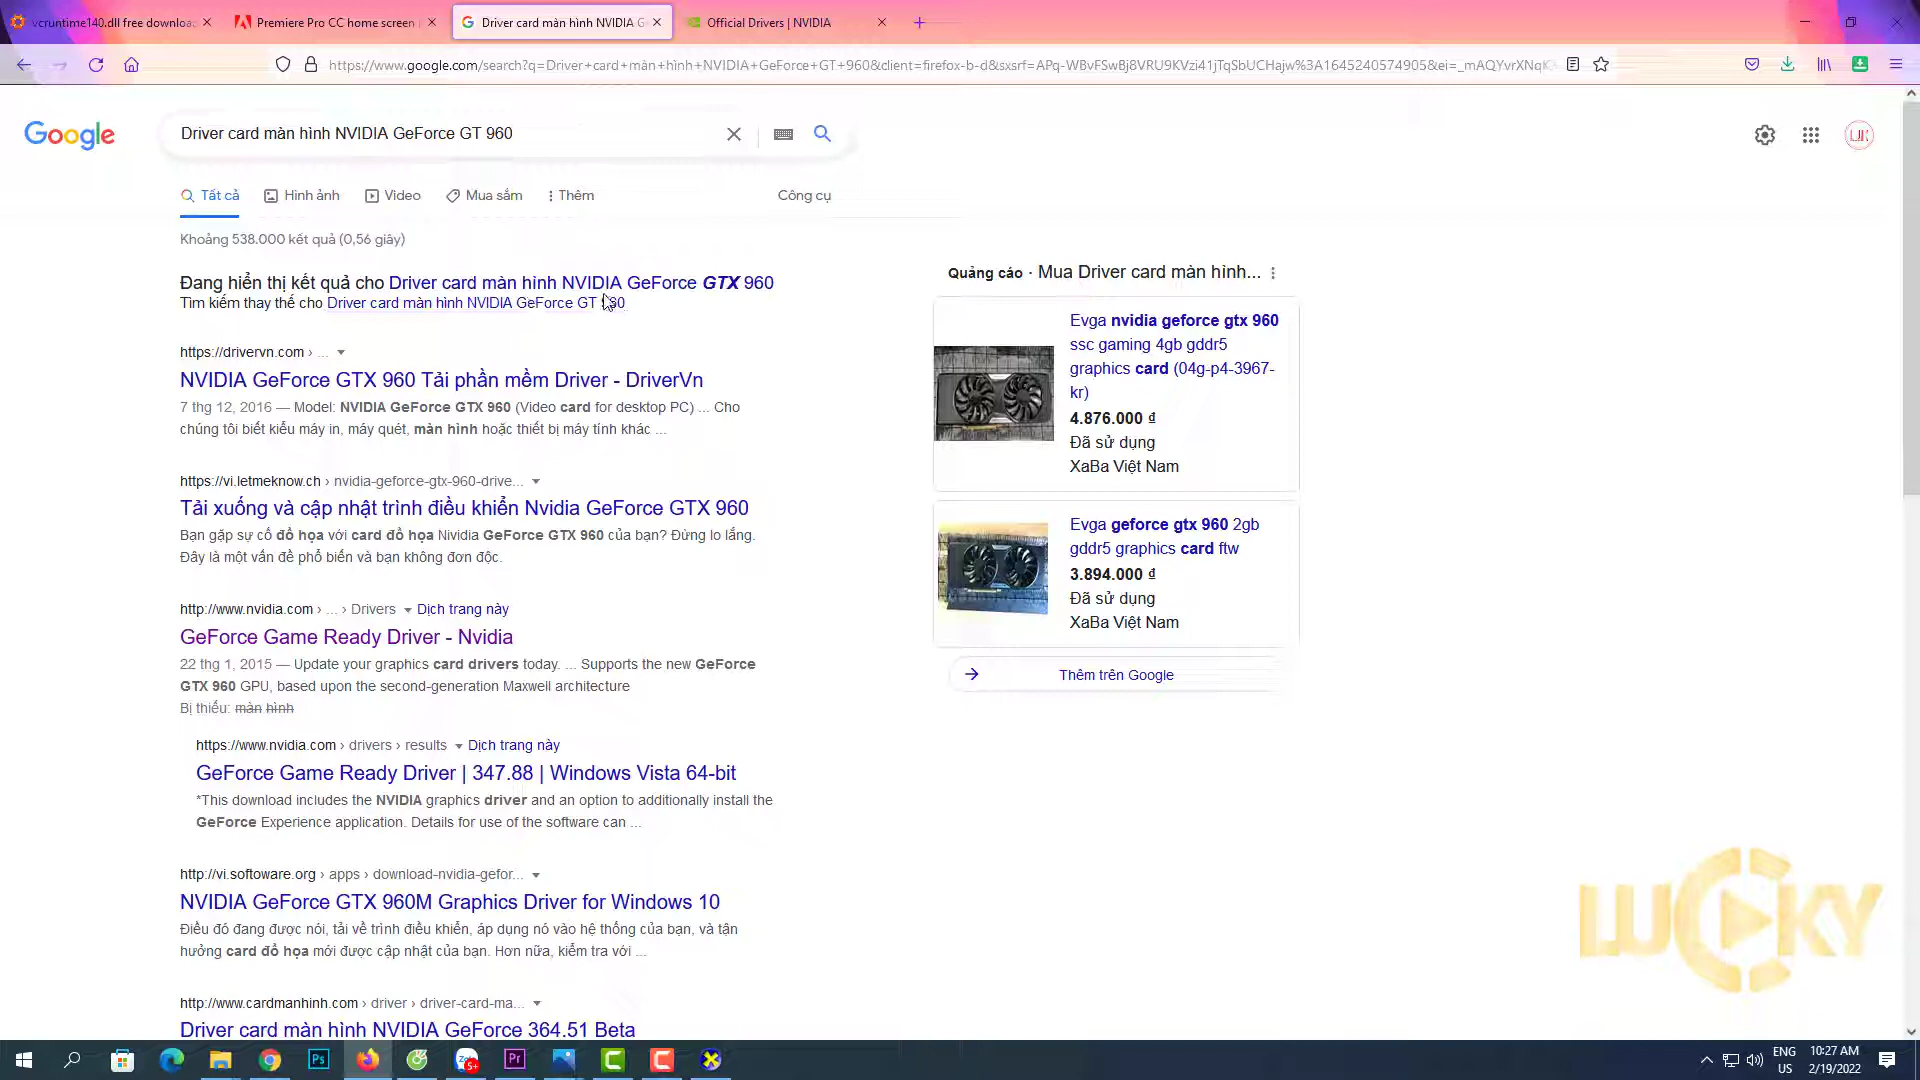 vcruntime140.dll free downloa
Premiere Pro CC home screen
Driver card màn hình NVIDIA G
Official Drivers | NVIDIA
https://www.google.com/search?q=Driver+card+màn+hình+NVIDIA+GeForce+GT+960&client=firefox-b-d&sxsrf=APq-WBvFSwBj8VRU9KVzi41jTqSbUCHajw%3A1645240574905&ei=_mAQYvrXNqK
Google
Driver card màn hình NVIDIA GeForce GT 960
Tất cả
Hình ảnh
Video
Mua sắm
Thêm
Công cụ
Khoảng 538.000 kết quả (0,56 giây)
Đang hiển thị kết quả cho Driver card màn hình NVIDIA GeForce GTX 960
Tìm kiếm thay thế cho Driver card màn hình NVIDIA GeForce GT 960
https://drivervn.com › ...
NVIDIA GeForce GTX 960 Tải phần mềm Driver - DriverVn
7 thg 12, 2016 — Model: NVIDIA GeForce GTX 960 (Video card for desktop PC) ... Cho
chúng tôi biết kiểu máy in, máy quét, màn hình hoặc thiết bị máy tính khác ...
https://vi.letmeknow.ch › nvidia-geforce-gtx-960-drive...
Tải xuống và cập nhật trình điều khiển Nvidia GeForce GTX 960
Bạn gặp sự cố đồ họa với card đồ họa Nvidia GeForce GTX 960 của bạn? Đừng lo lắng.
Đây là một vấn đề phổ biến và bạn không đơn độc.
http://www.nvidia.com › ... › Drivers
Dịch trang này
GeForce Game Ready Driver - Nvidia
22 thg 1, 2015 — Update your graphics card drivers today. ... Supports the new GeForce
GTX 960 GPU, based upon the second-generation Maxwell architecture
Bị thiếu: màn hình
https://www.nvidia.com › drivers › results
Dịch trang này
GeForce Game Ready Driver | 347.88 | Windows Vista 64-bit
*This download includes the NVIDIA graphics driver and an option to additionally install the
GeForce Experience application. Details for use of the software can ...
http://vi.softoware.org › apps › download-nvidia-gefor...
NVIDIA GeForce GTX 960M Graphics Driver for Windows 10
Điều đó đang được nói, tải về trình điều khiển, áp dụng nó vào hệ thống của bạn, và tận
hưởng card đồ họa mới được cập nhật của bạn. Hơn nữa, kiểm tra với ...
http://www.cardmanhinh.com › driver › driver-card-ma...
Driver card màn hình NVIDIA GeForce 364.51 Beta
Quảng cáo · Mua Driver card màn hình...
Evga nvidia geforce gtx 960
ssc gaming 4gb gddr5
graphics card (04g-p4-3967-
kr)
4.876.000 ₫
Đã sử dụng
XaBa Việt Nam
Evga geforce gtx 960 2gb
gddr5 graphics card ftw
3.894.000 ₫
Đã sử dụng
XaBa Việt Nam
Thêm trên Google
LUCKY
Ps
Zalo
5+
Pr
ENG
US
10:27 AM
2/19/2022